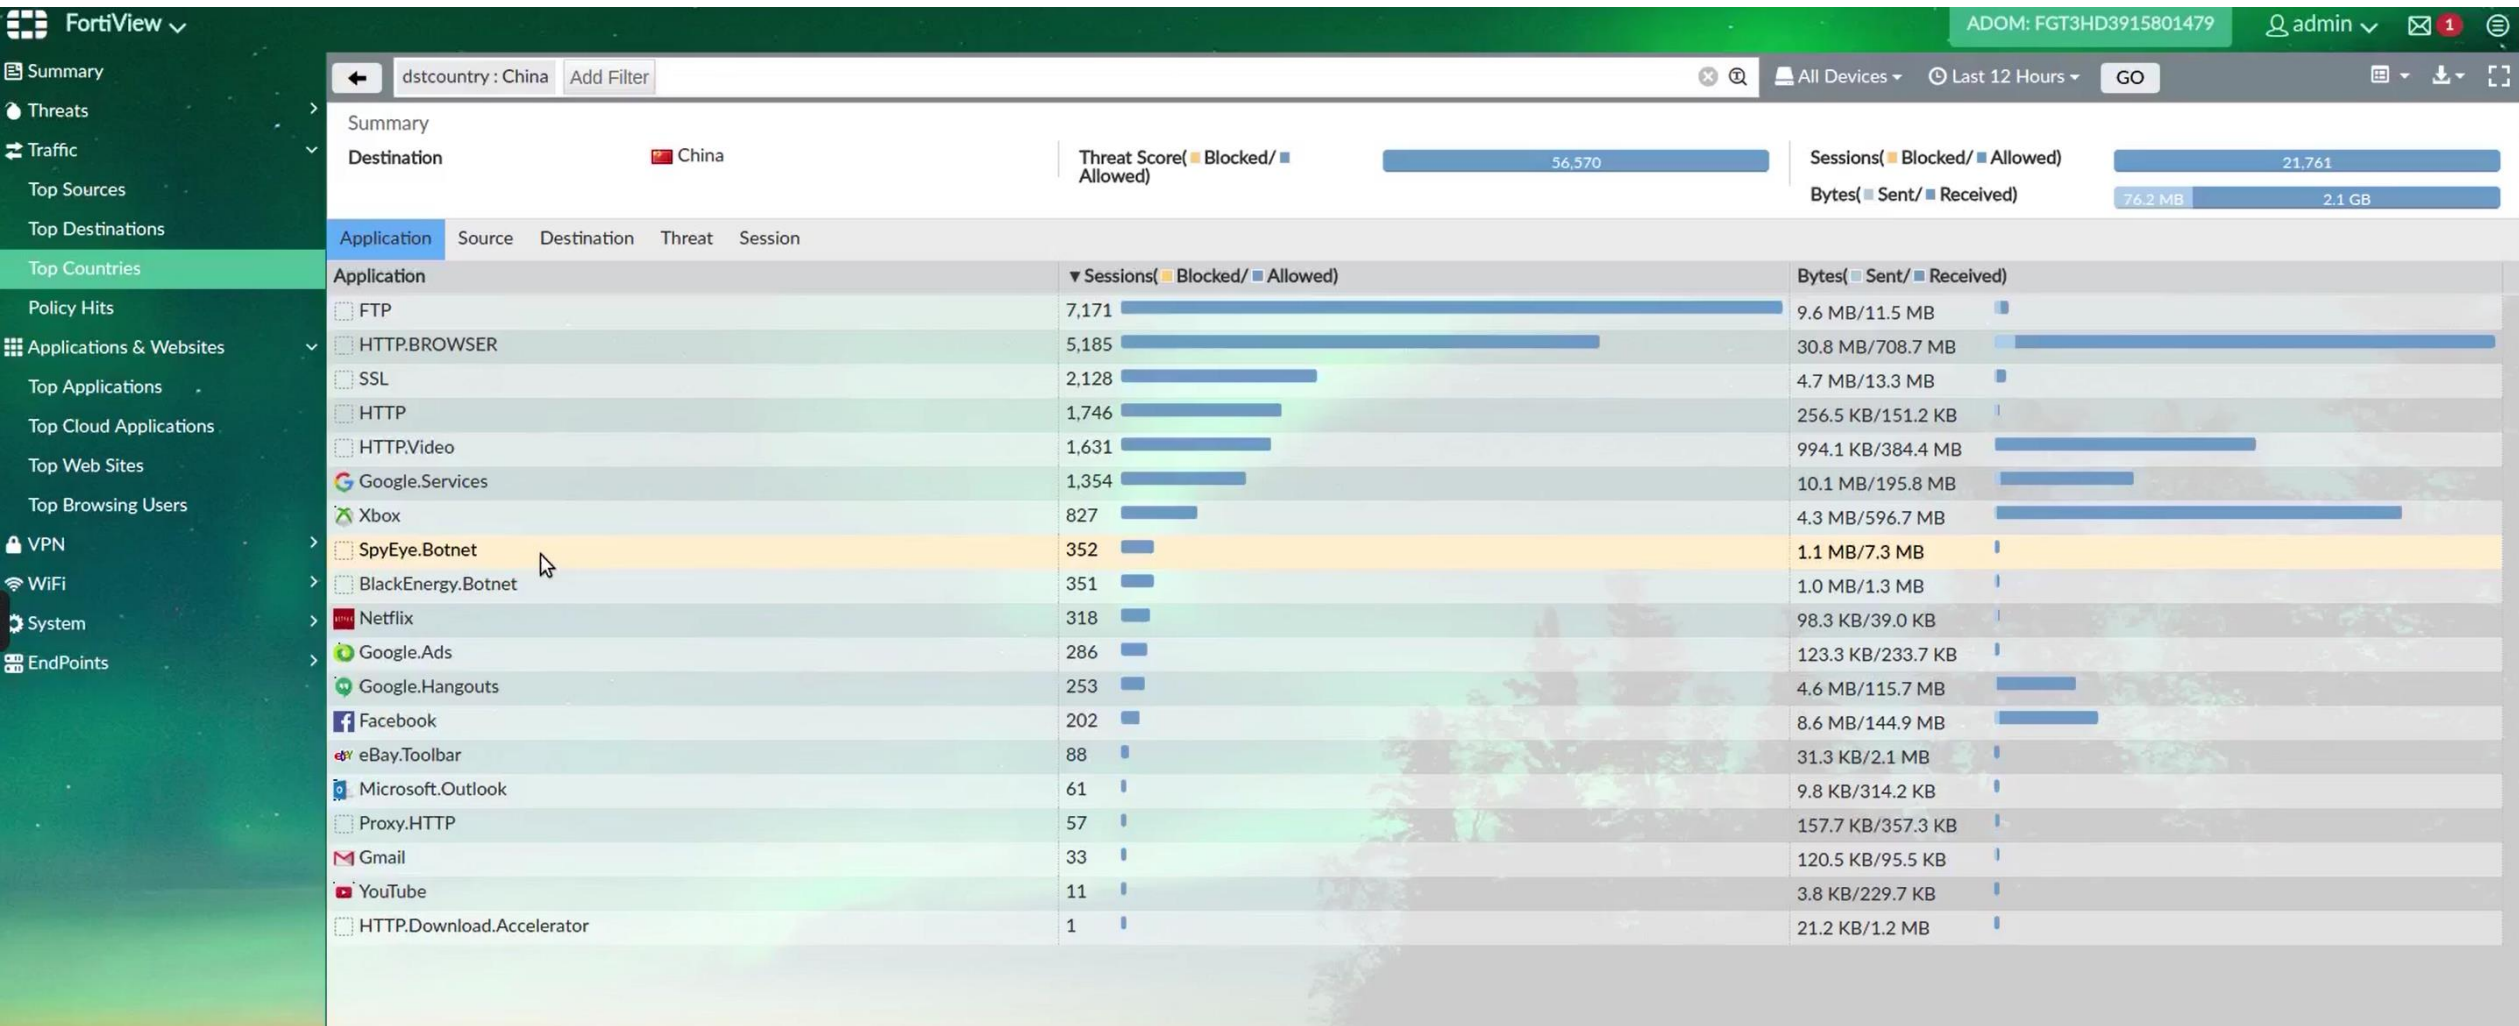 FortiView
ADOM: FGT3HD3915801479
admin
1
Summary
Threats
Traffic
Top Sources
Top Destinations
Top Countries
Policy Hits
Applications & Websites
Top Applications
Top Cloud Applications
Top Web Sites
Top Browsing Users
VPN
WiFi
System
EndPoints
dstcountry : China Add Filter
All Devices Last 12 Hours GO
Summary
Destination China
Threat Score( Blocked/ Allowed) 56,570
Sessions( Blocked/ Allowed) 21,761
Bytes( Sent/ Received) 76.2 MB 2.1 GB
Application Source Destination Threat Session
Application Sessions( Blocked/ Allowed) Bytes( Sent/ Received)
FTP 7,171 9.6 MB/11.5 MB
HTTP.BROWSER 5,185 30.8 MB/708.7 MB
SSL 2,128 4.7 MB/13.3 MB
HTTP 1,746 256.5 KB/151.2 KB
HTTP.Video 1,631 994.1 KB/384.4 MB
Google.Services 1,354 10.1 MB/195.8 MB
Xbox 827 4.3 MB/596.7 MB
SpyEye.Botnet 352 1.1 MB/7.3 MB
BlackEnergy.Botnet 351 1.0 MB/1.3 MB
Netflix 318 98.3 KB/39.0 KB
Google.Ads 286 123.3 KB/233.7 KB
Google.Hangouts 253 4.6 MB/115.7 MB
Facebook 202 8.6 MB/144.9 MB
eBay.Toolbar 88 31.3 KB/2.1 MB
Microsoft.Outlook 61 9.8 KB/314.2 KB
Proxy.HTTP 57 157.7 KB/357.3 KB
Gmail 33 120.5 KB/95.5 KB
YouTube 11 3.8 KB/229.7 KB
HTTP.Download.Accelerator 1 21.2 KB/1.2 MB